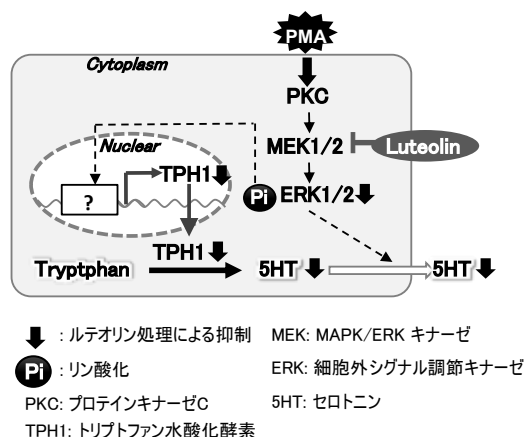 PMA
Cytoplasm
PKC
Nuclear
MEK1/2
Luteolin
TPH1
?
Pi
ERK1/2
TPH1
Tryptphan
5HT
5HT
: ルテオリン処理による抑制
MEK: MAPK/ERK キナーゼ
Pi : リン酸化
ERK: 細胞外シグナル調節キナーゼ
PKC: プロテインキナーゼC
5HT: セロトニン
TPH1: トリプトファン水酸化酵素